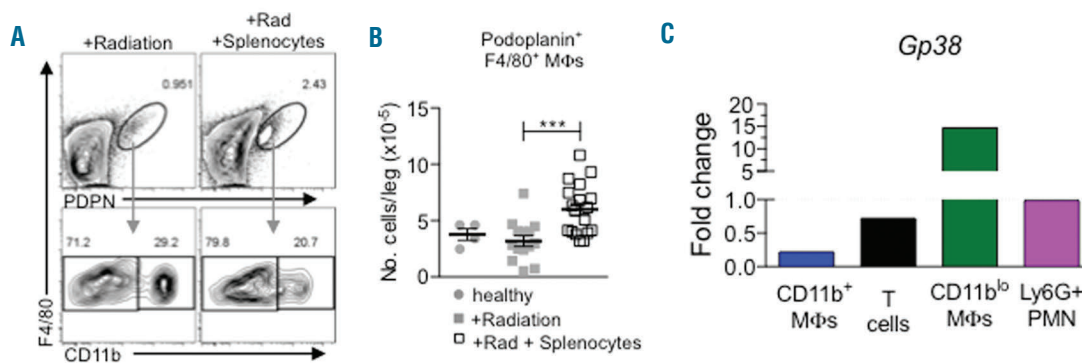 A
+Radiation
+Rad
+Splenocytes
0.951
2.43
F4/80
PDPN
71.2
29.2
79.8
20.7
F4/80
CD11b
B
Podoplanin⁺
F4/80⁺ MΦs
No. cells/leg (x10⁻⁵)
15
10
5
0
***
healthy
+Radiation
+Rad + Splenocytes
C
Gp38
Fold change
20
15
10
5
1.0
0.5
0.0
CD11b⁺
MΦs
T
cells
CD11bˡᵒ
MΦs
Ly6G+
PMN